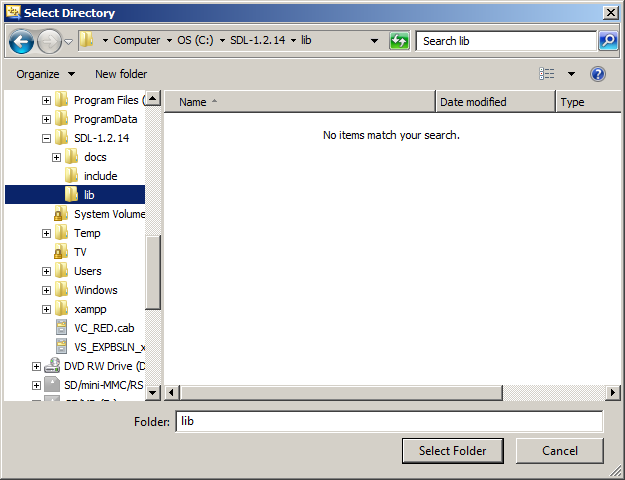 Select Directory
Computer OS (C:) SDL-1.2.14 lib Search lib
Organize New folder
Name Date modified Type
No items match your search.
Program Files (
ProgramData
SDL-1.2.14
docs
include
lib
System Volume
Temp
TV
Users
Windows
xampp
VC_RED.cab
VS_EXPBSLN_x
DVD RW Drive (D
SD/mini-MMC/RS
Folder: lib
Select Folder Cancel